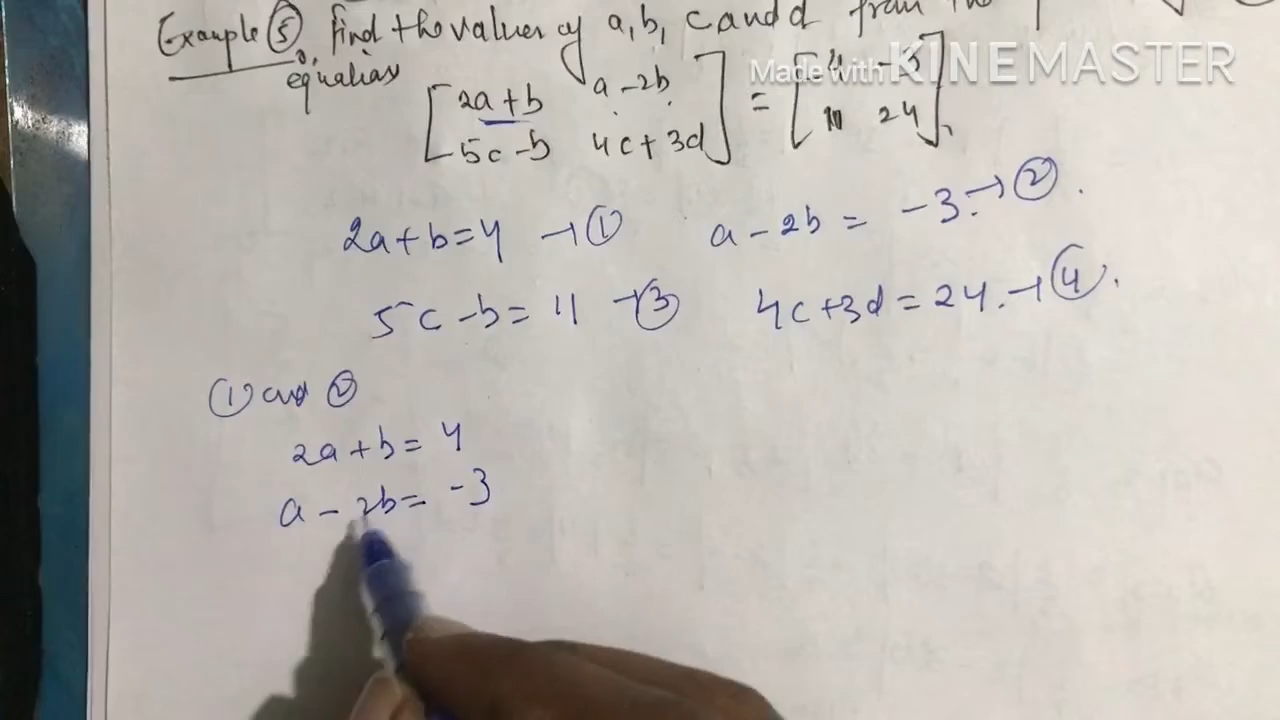 Example ⑤ Find the values of a, b, c and d from the
equation
[2a+b a-2b
5c-b 4c+3d] = [4 -3
11 24].
Made with KINEMASTER
2a+b=4 → ① a-2b = -3. → ②.
5c-b= 11 → ③ 4c+3d=24. → ④.
① and ②
2a+b= 4
a-2b= -3